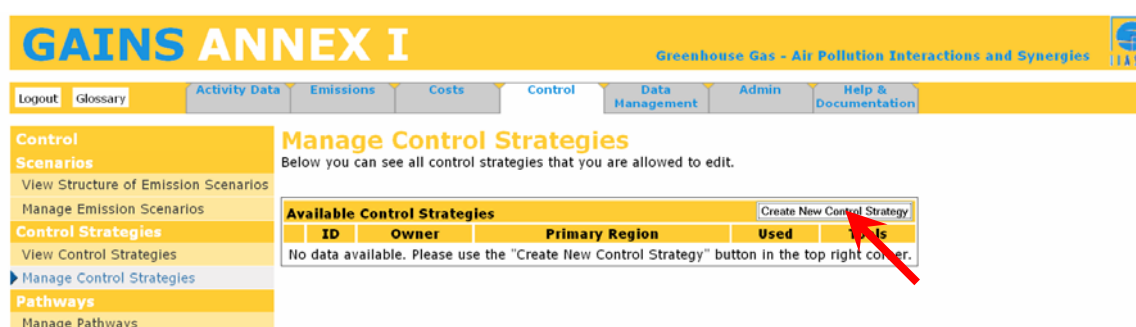 GAINS ANNEX I
Greenhouse Gas - Air Pollution Interactions and Synergies
IIAS
Logout Glossary
Activity Data Emissions Costs Control Data Management Admin Help & Documentation
Control
Scenarios
View Structure of Emission Scenarios
Manage Emission Scenarios
Control Strategies
View Control Strategies
Manage Control Strategies
Pathways
Manage Pathways
Manage Control Strategies
Below you can see all control strategies that you are allowed to edit.
Available Control Strategies Create New Control Strategy
ID Owner Primary Region Used Tools
No data available. Please use the "Create New Control Strategy" button in the top right corner.